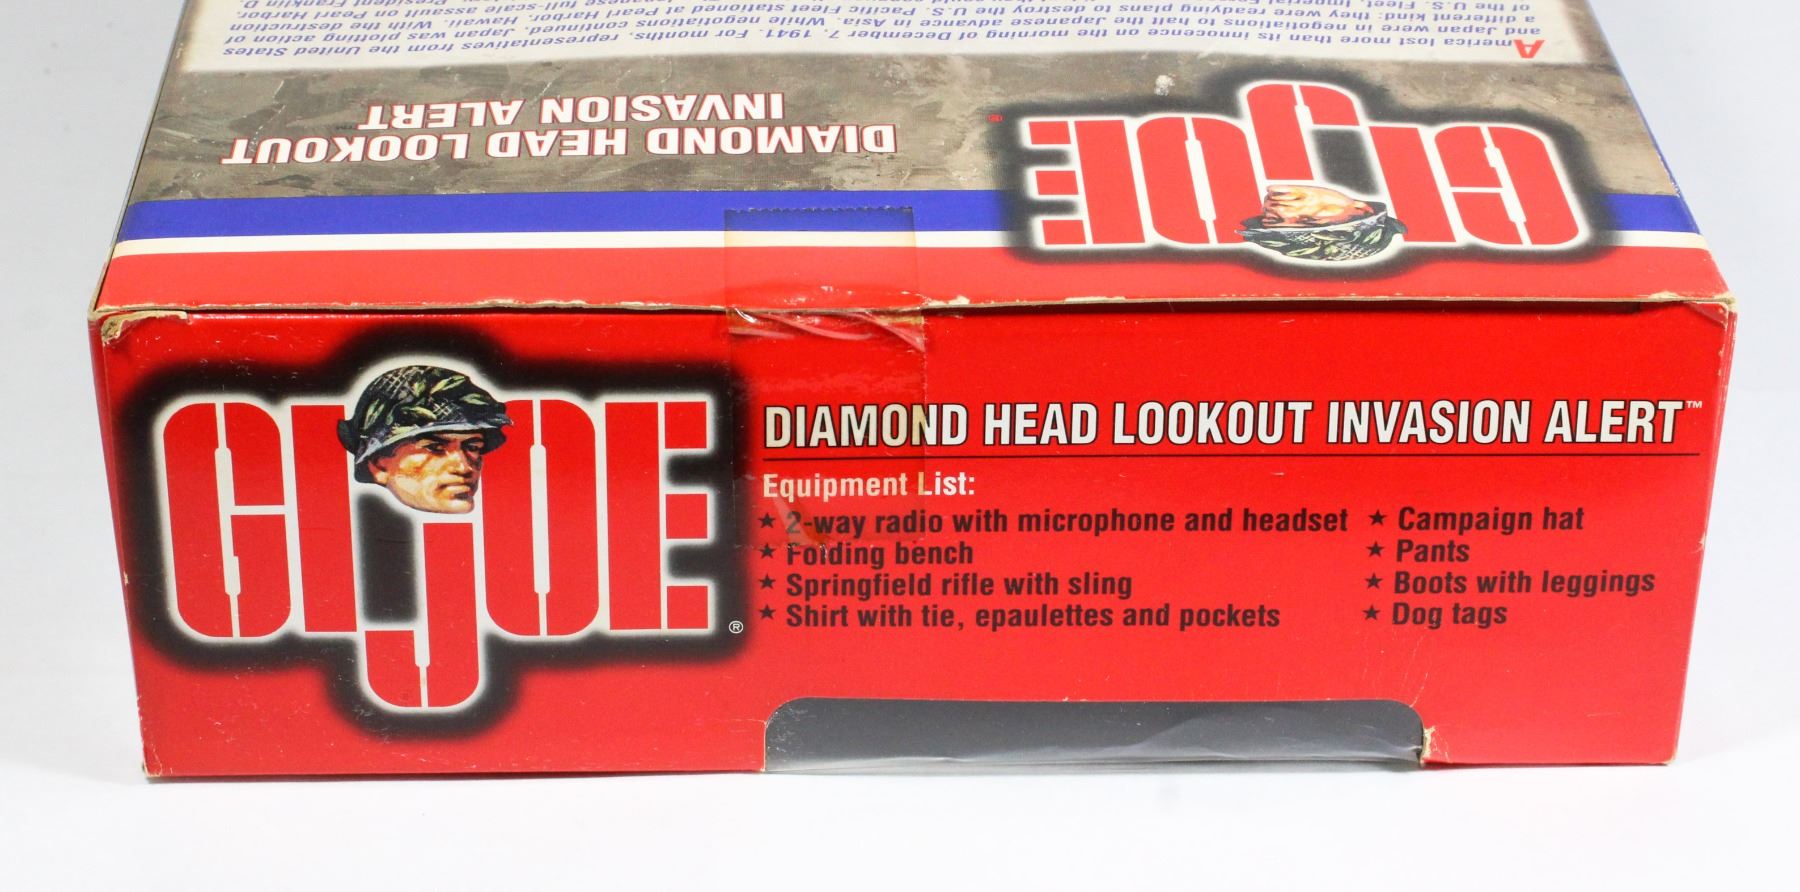 of the U.S. Fleet, Imperial
a different kind: they were readying plans to destroy the U.S. Pacific Fleet stationed at Pearl Harbor, Hawaii. With the destruction
and Japan were in negotiations to halt the Japanese advance in Asia. While negotiations continued, Japan was plotting action of
America lost more than its innocence on the morning of December 7, 1941. For months, representatives from the United States
DIAMOND HEAD LOOKOUT
INVASION ALERT™
GI JOE®
GI JOE®
DIAMOND HEAD LOOKOUT INVASION ALERT™
Equipment List:
★ 2-way radio with microphone and headset ★ Campaign hat
★ Folding bench ★ Pants
★ Springfield rifle with sling ★ Boots with leggings
★ Shirt with tie, epaulettes and pockets ★ Dog tags